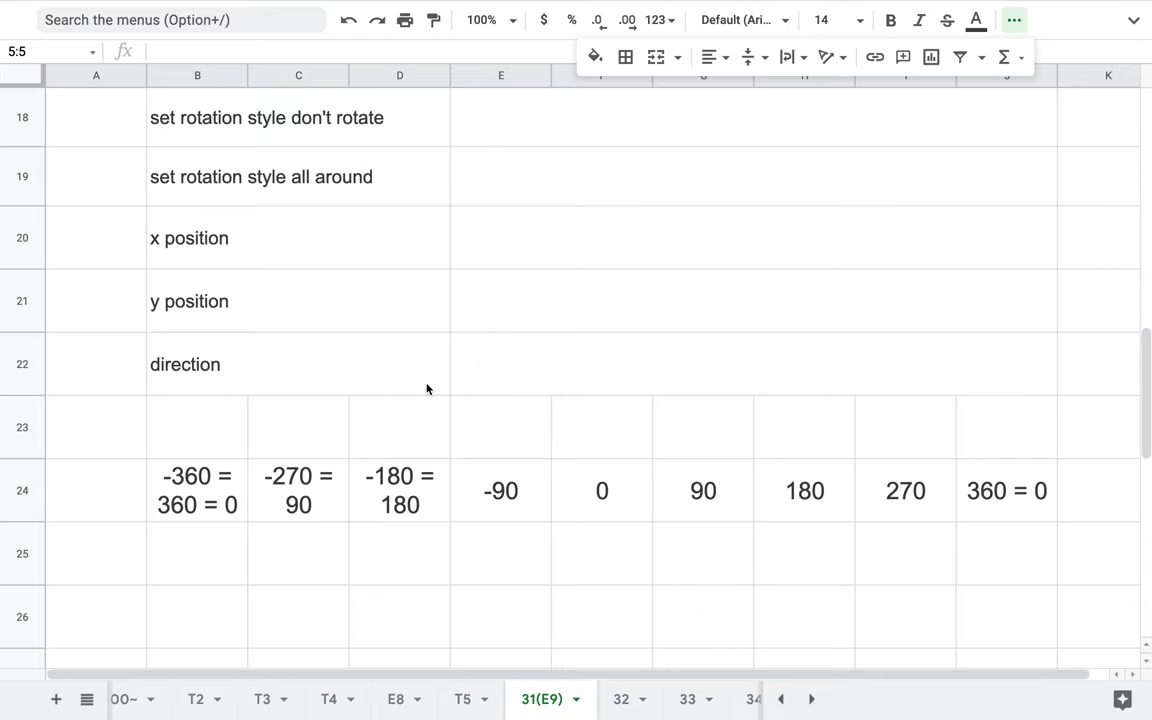 Search the menus (Option+/)
100%
$
%
.0
.00
123
Default (Ari...
14
B
I
S
A
5:5
fx
A
B
C
D
E
K
18
set rotation style don't rotate
19
set rotation style all around
20
x position
21
y position
22
direction
23
24
-360 =
360 = 0
-270 =
90
-180 =
180
-90
0
90
180
270
360 = 0
25
26
OO~
T2
T3
T4
E8
T5
31(E9)
32
33
34